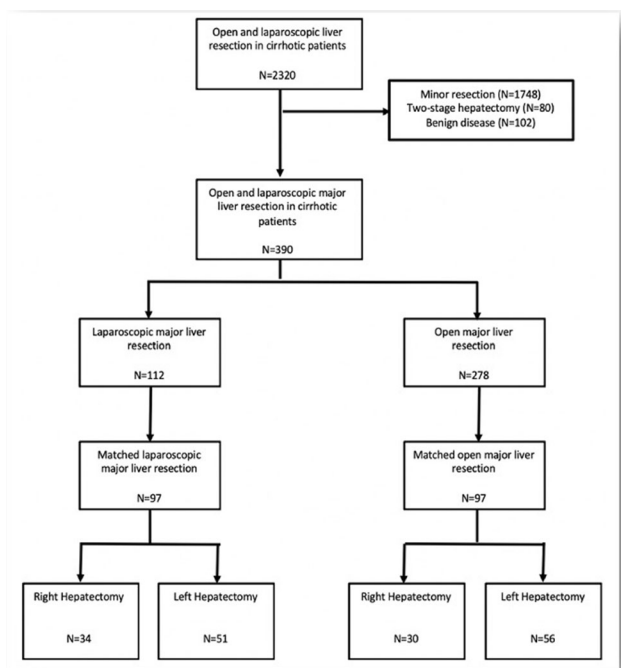 Open and laparoscopic liver
resection in cirrhotic patients
N=2320
Minor resection (N=1748)
Two-stage hepatectomy (N=80)
Benign disease (N=102)
Open and laparoscopic major
liver resection in cirrhotic
patients
N=390
Laparoscopic major liver
resection
N=112
Open major liver
resection
N=278
Matched laparoscopic
major liver resection
N=97
Matched open major liver
resection
N=97
Right Hepatectomy
N=34
Left Hepatectomy
N=51
Right Hepatectomy
N=30
Left Hepatectomy
N=56